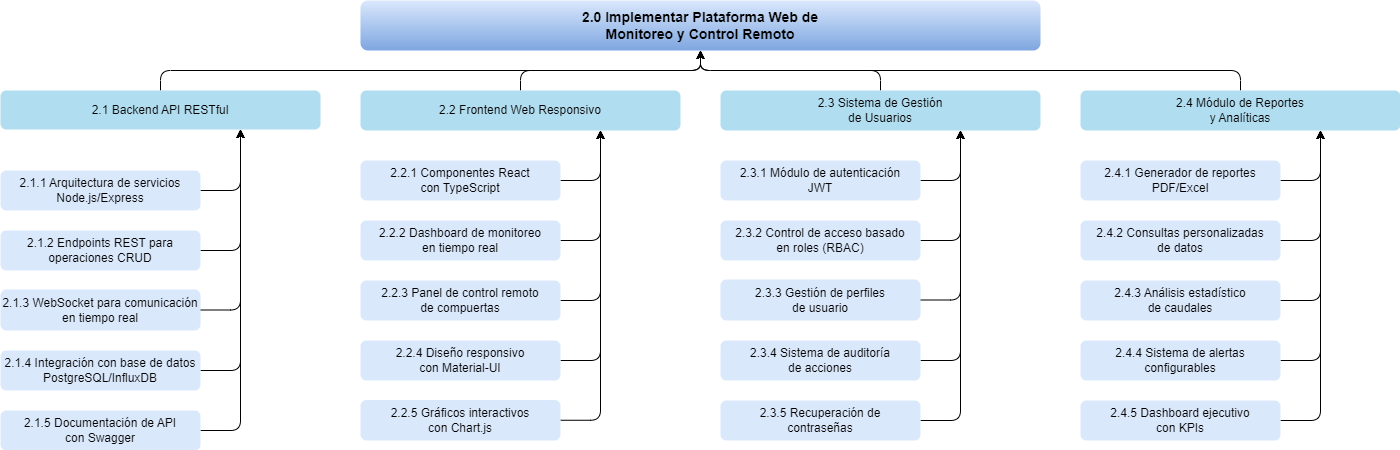 2.0 Implementar Plataforma Web de
Monitoreo y Control Remoto
2.1 Backend API RESTful
2.1.1 Arquitectura de servicios
Node.js/Express
2.1.2 Endpoints REST para
operaciones CRUD
2.1.3 WebSocket para comunicación
en tiempo real
2.1.4 Integración con base de datos
PostgreSQL/InfluxDB
2.1.5 Documentación de API
con Swagger
2.2 Frontend Web Responsivo
2.2.1 Componentes React
con TypeScript
2.2.2 Dashboard de monitoreo
en tiempo real
2.2.3 Panel de control remoto
de compuertas
2.2.4 Diseño responsivo
con Material-UI
2.2.5 Gráficos interactivos
con Chart.js
2.3 Sistema de Gestión
de Usuarios
2.3.1 Módulo de autenticación
JWT
2.3.2 Control de acceso basado
en roles (RBAC)
2.3.3 Gestión de perfiles
de usuario
2.3.4 Sistema de auditoría
de acciones
2.3.5 Recuperación de
contraseñas
2.4 Módulo de Reportes
y Analíticas
2.4.1 Generador de reportes
PDF/Excel
2.4.2 Consultas personalizadas
de datos
2.4.3 Análisis estadístico
de caudales
2.4.4 Sistema de alertas
configurables
2.4.5 Dashboard ejecutivo
con KPIs